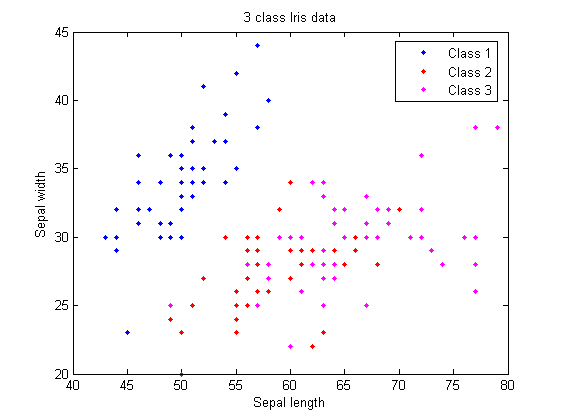 3 class Iris data
45
40
35
30
25
20
Sepal width
Class 1
Class 2
Class 3
40 45 50 55 60 65 70 75 80
Sepal length